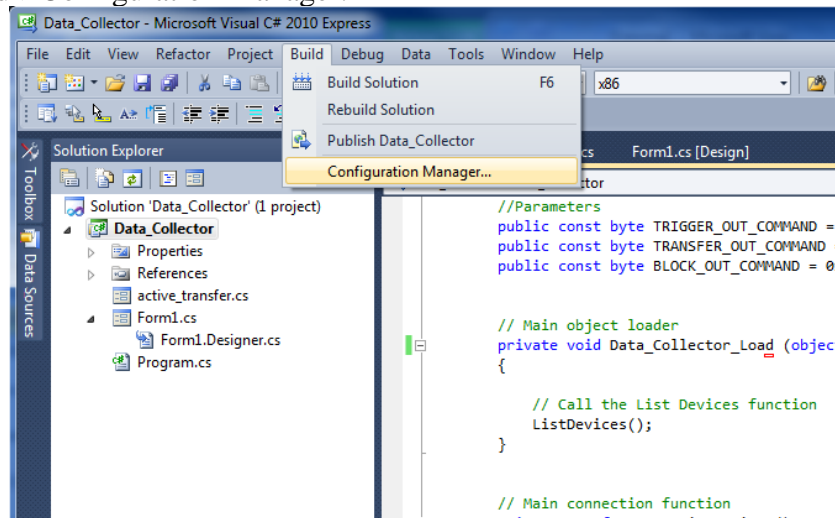 Configuration Manager.
Data_Collector - Microsoft Visual C# 2010 Express
File Edit View Refactor Project Build Debug Data Tools Window Help
Build Solution F6
x86
Rebuild Solution
Publish Data_Collector
Configuration Manager...
Solution Explorer
cs Form1.cs [Design]
tor
Toolbox
Data Sources
Solution 'Data_Collector' (1 project)
Data_Collector
Properties
References
active_transfer.cs
Form1.cs
Form1.Designer.cs
Program.cs
//Parameters
public const byte TRIGGER_OUT_COMMAND =
public const byte TRANSFER_OUT_COMMAND
public const byte BLOCK_OUT_COMMAND = 0
// Main object loader
private void Data_Collector_Load (objec
{
// Call the List Devices function
ListDevices();
}
// Main connection function